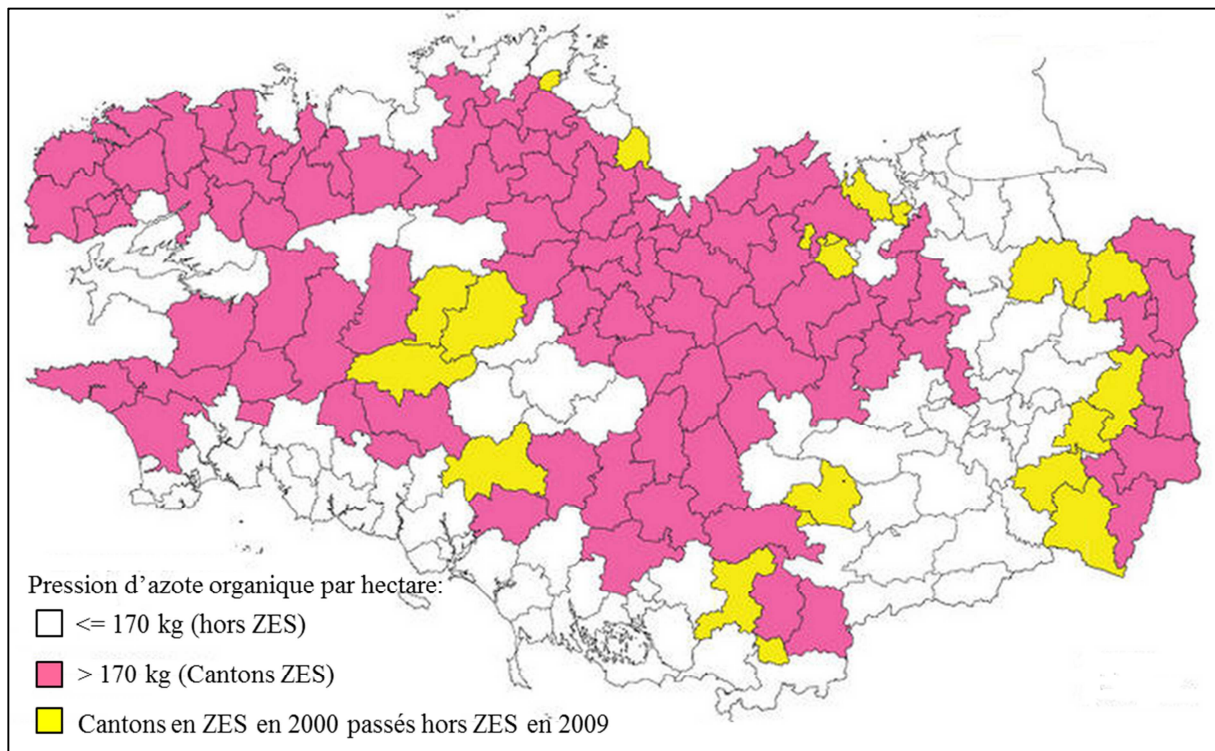 Pression d'azote organique par hectare:
<= 170 kg (hors ZES)
> 170 kg (Cantons ZES)
Cantons en ZES en 2000 passés hors ZES en 2009